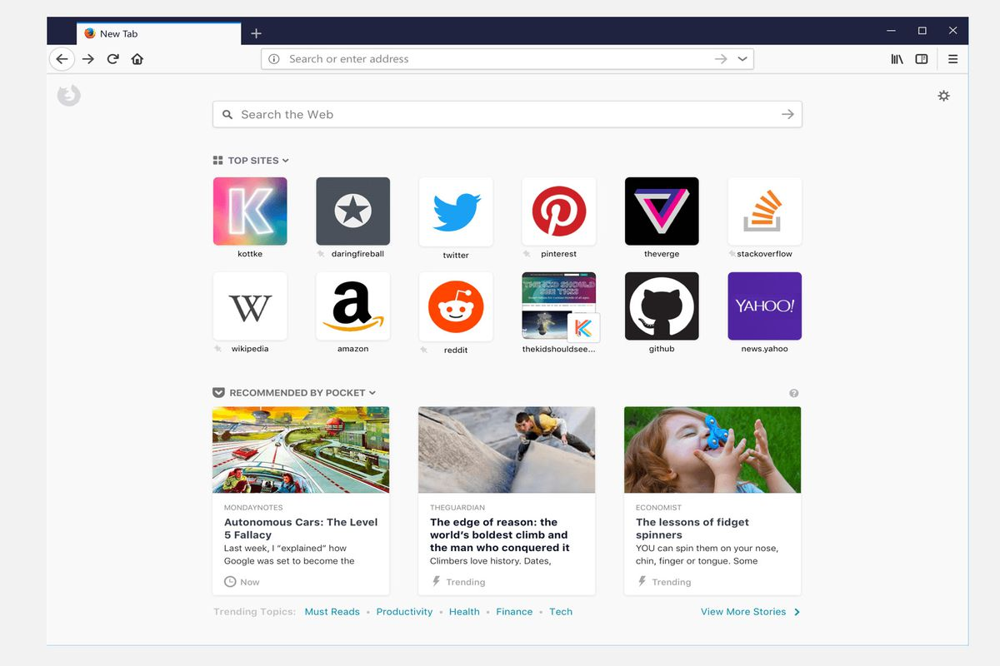 New Tab
Search or enter address
Search the Web
TOP SITES
K
kottke
daringfireball
twitter
pinterest
theverge
stackoverflow
THE KID SHOULD
SEE THIS
W
a
K
YAHOO!
wikipedia
amazon
reddit
thekidshouldsee...
github
news.yahoo
RECOMMENDED BY POCKET
MONDAYNOTES
Autonomous Cars: The Level
5 Fallacy
Last week, I “explained” how
Google was set to become the
Now
THEGUARDIAN
The edge of reason: the
world’s boldest climb and
the man who conquered it
Climbers love history. Dates,
Trending
ECONOMIST
The lessons of fidget
spinners
YOU can spin them on your nose,
chin, finger or tongue. Some
Trending
Trending Topics: Must Reads • Productivity • Health • Finance • Tech
View More Stories